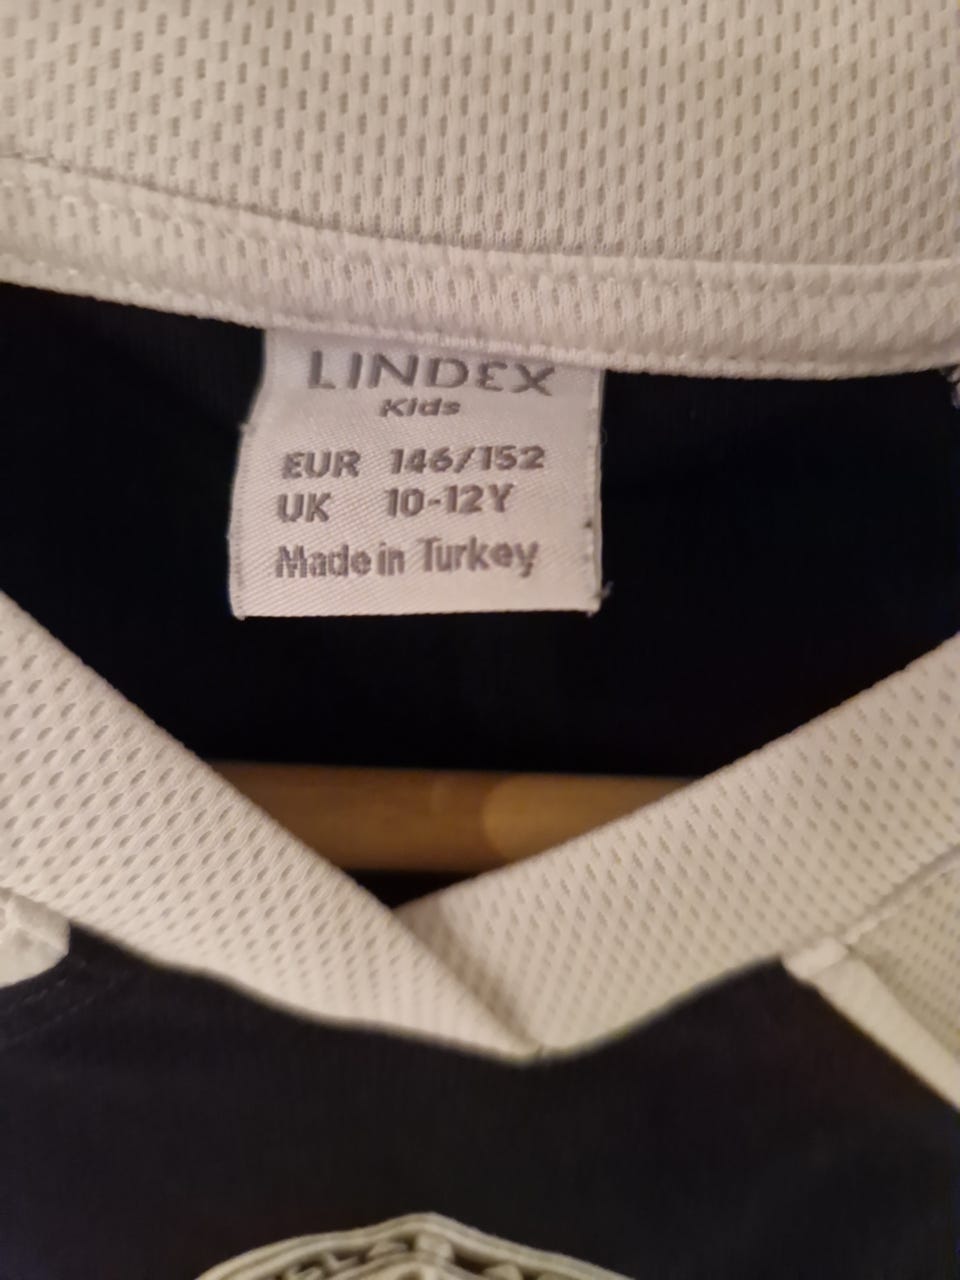 LINDEX
Kids
EUR 146/152
UK 10-12Y
Made in Turkey